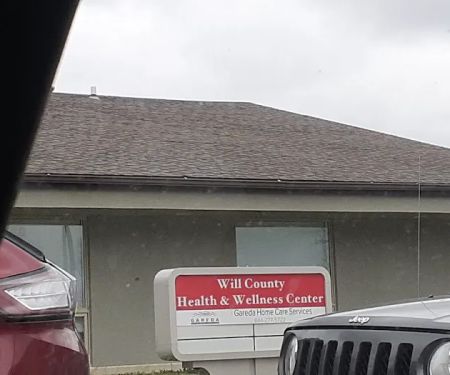 Will County
Health & Wellness Center
GAREDA
Gareda Home Care Services
Jeep